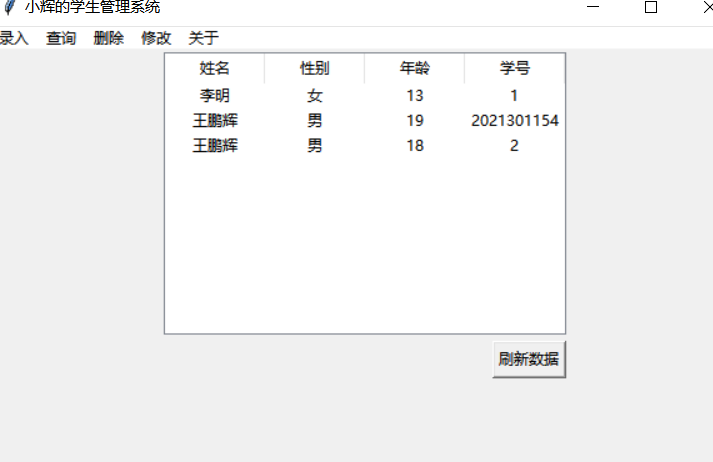 小辉的学生管理系统
录入 查询 删除 修改 关于
姓名 性别 年龄 学号
李明 女 13 1
王鹏辉 男 19 2021301154
王鹏辉 男 18 2
刷新数据